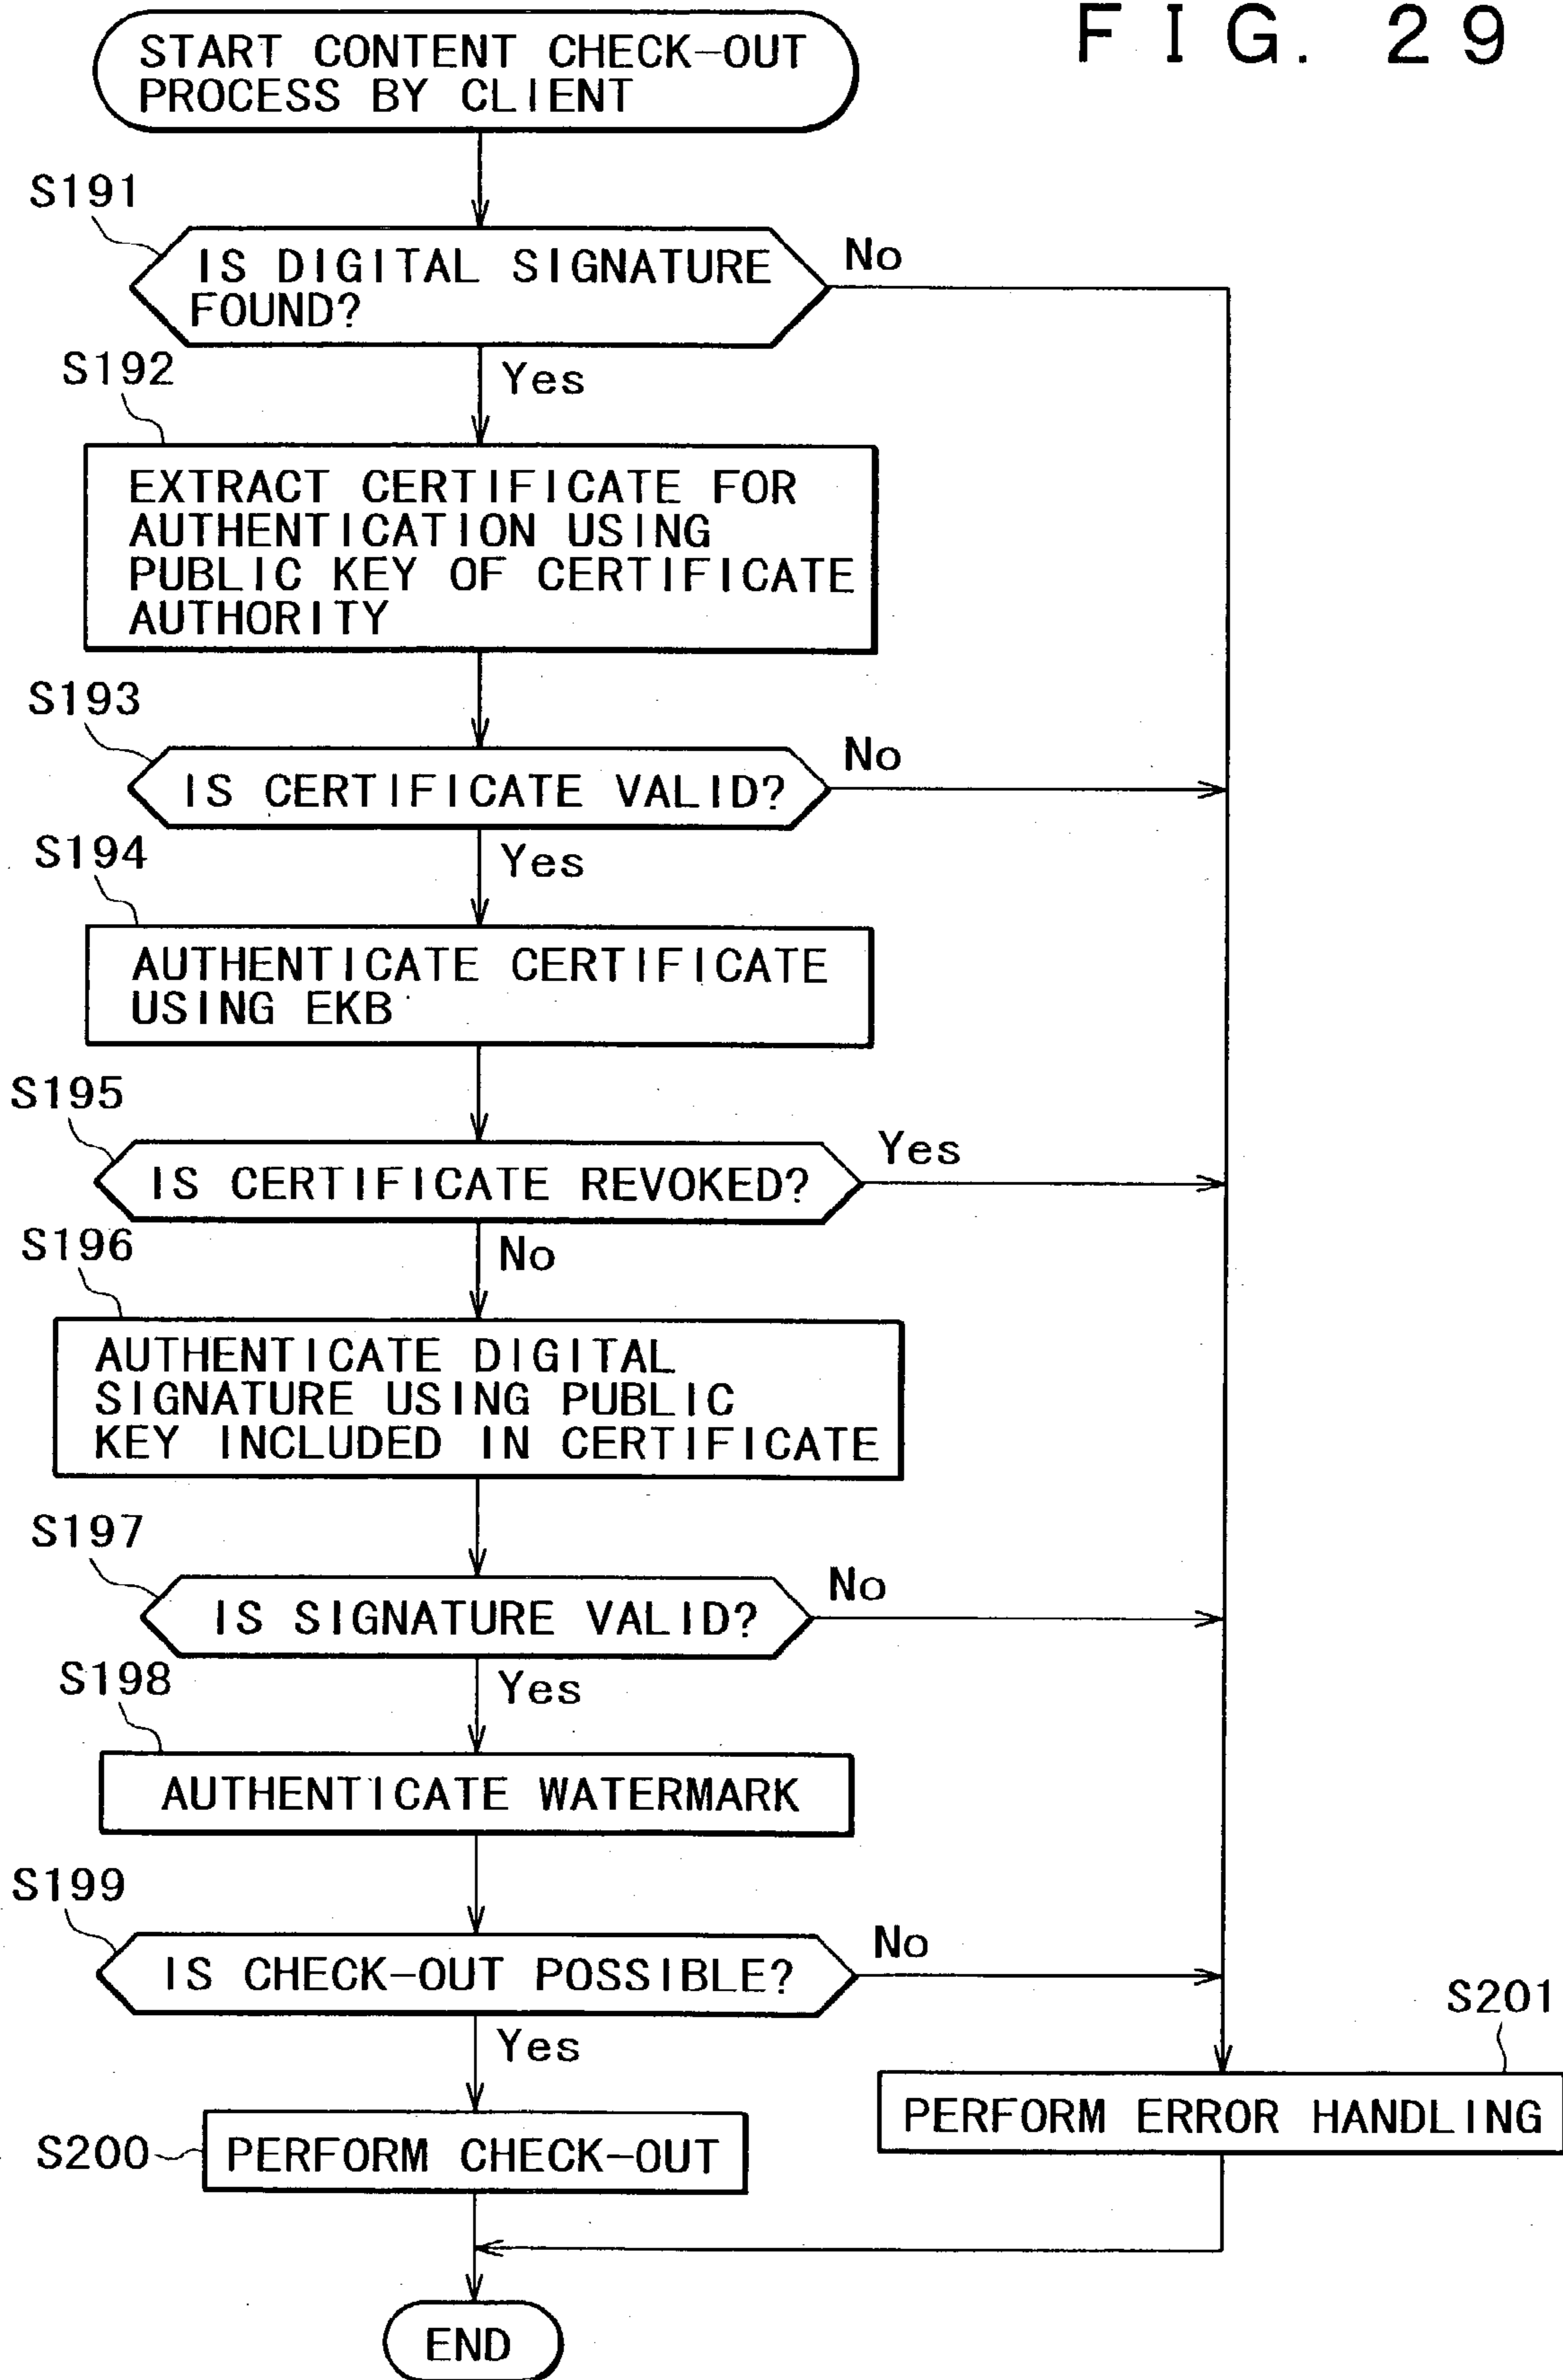 FIG. 29
START CONTENT CHECK-OUT
PROCESS BY CLIENT
S191
IS DIGITAL SIGNATURE
FOUND?
No
Yes
S192
EXTRACT CERTIFICATE FOR
AUTHENTICATION USING
PUBLIC KEY OF CERTIFICATE
AUTHORITY
S193
IS CERTIFICATE VALID?
No
Yes
S194
AUTHENTICATE CERTIFICATE
USING EKB
S195
IS CERTIFICATE REVOKED?
Yes
No
S196
AUTHENTICATE DIGITAL
SIGNATURE USING PUBLIC
KEY INCLUDED IN CERTIFICATE
S197
IS SIGNATURE VALID?
No
Yes
S198
AUTHENTICATE WATERMARK
S199
IS CHECK-OUT POSSIBLE?
No
Yes
S201
PERFORM ERROR HANDLING
S200
PERFORM CHECK-OUT
END